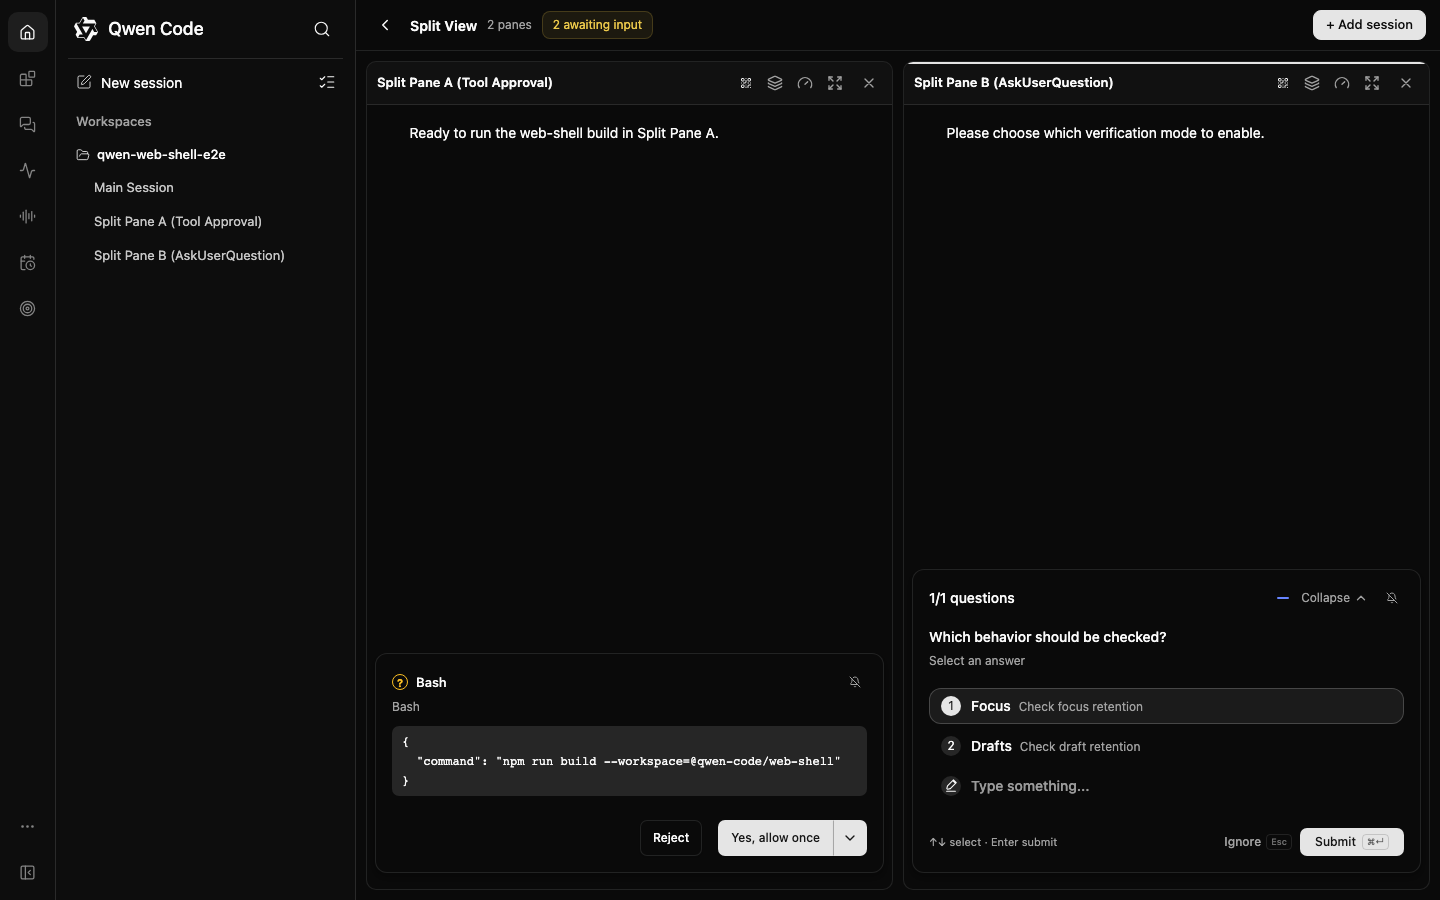 Qwen Code
New session
Workspaces
qwen-web-shell-e2e
Main Session
Split Pane A (Tool Approval)
Split Pane B (AskUserQuestion)
Split View 2 panes 2 awaiting input
+ Add session
Split Pane A (Tool Approval)
Ready to run the web-shell build in Split Pane A.
? Bash
Bash
{
"command": "npm run build --workspace=@qwen-code/web-shell"
}
Reject
Yes, allow once
Split Pane B (AskUserQuestion)
Please choose which verification mode to enable.
1/1 questions
Collapse
Which behavior should be checked?
Select an answer
1 Focus Check focus retention
2 Drafts Check draft retention
Type something...
↑↓ select · Enter submit
Ignore Esc
Submit ⌘↵